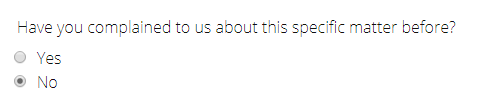 Have you complained to us about this specific matter before?
Yes
No